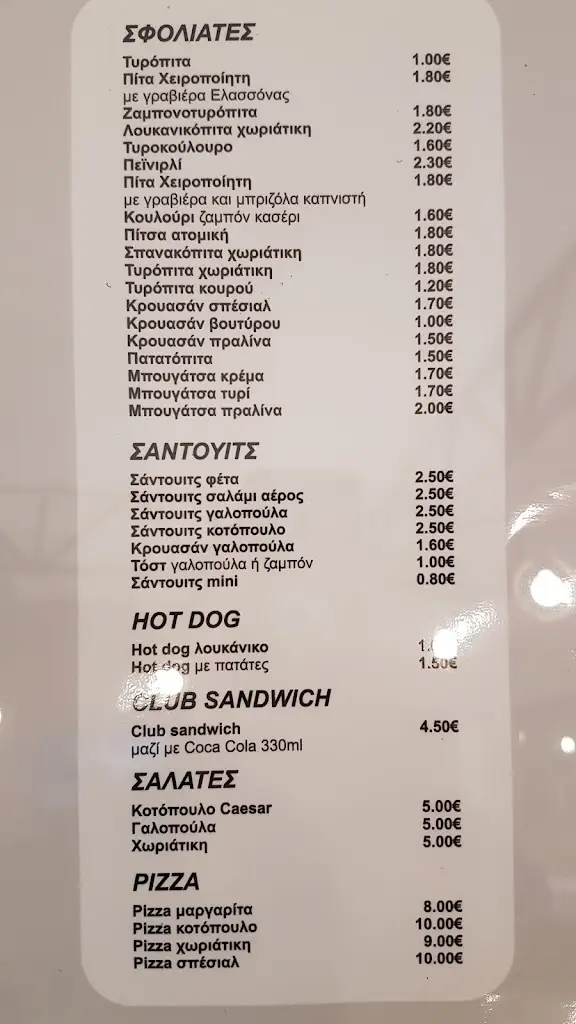 ΣΦΟΛΙΑΤΕΣ
Τυρόπιτα 1.00€
Πίτα Χειροποίητη 1.80€
με γραβιέρα Ελασσόνας
Ζαμπονοτυρόπιτα 1.80€
Λουκανικόπιτα χωριάτικη 2.20€
Τυροκούλουρο 1.60€
Πεϊνιρλί 2.30€
Πίτα Χειροποίητη 1.80€
με γραβιέρα και μπριζόλα καπνιστή
Κουλούρι ζαμπόν κασέρι 1.60€
Πίτσα ατομική 1.80€
Σπανακόπιτα χωριάτικη 1.80€
Τυρόπιτα χωριάτικη 1.80€
Τυρόπιτα κουρού 1.20€
Κρουασάν σπέσιαλ 1.70€
Κρουασάν βουτύρου 1.00€
Κρουασάν πραλίνα 1.50€
Πατατόπιτα 1.50€
Μπουγάτσα κρέμα 1.70€
Μπουγάτσα τυρί 1.70€
Μπουγάτσα πραλίνα 2.00€
ΣΑΝΤΟΥΙΤΣ
Σάντουιτς φέτα 2.50€
Σάντουιτς σαλάμι αέρος 2.50€
Σάντουιτς γαλοπούλα 2.50€
Σάντουιτς κοτόπουλο 2.50€
Κρουασάν γαλοπούλα 1.60€
Τόστ γαλοπούλα ή ζαμπόν 1.00€
Σάντουιτς mini 0.80€
HOT DOG
Hot dog λουκάνικο
Hot dog με πατάτες 1.50€
CLUB SANDWICH
Club sandwich 4.50€
μαζί με Coca Cola 330ml
ΣΑΛΑΤΕΣ
Κοτόπουλο Caesar 5.00€
Γαλοπούλα 5.00€
Χωριάτικη 5.00€
PIZZA
Pizza μαργαρίτα 8.00€
Pizza κοτόπουλο 10.00€
Pizza χωριάτικη 9.00€
Pizza σπέσιαλ 10.00€